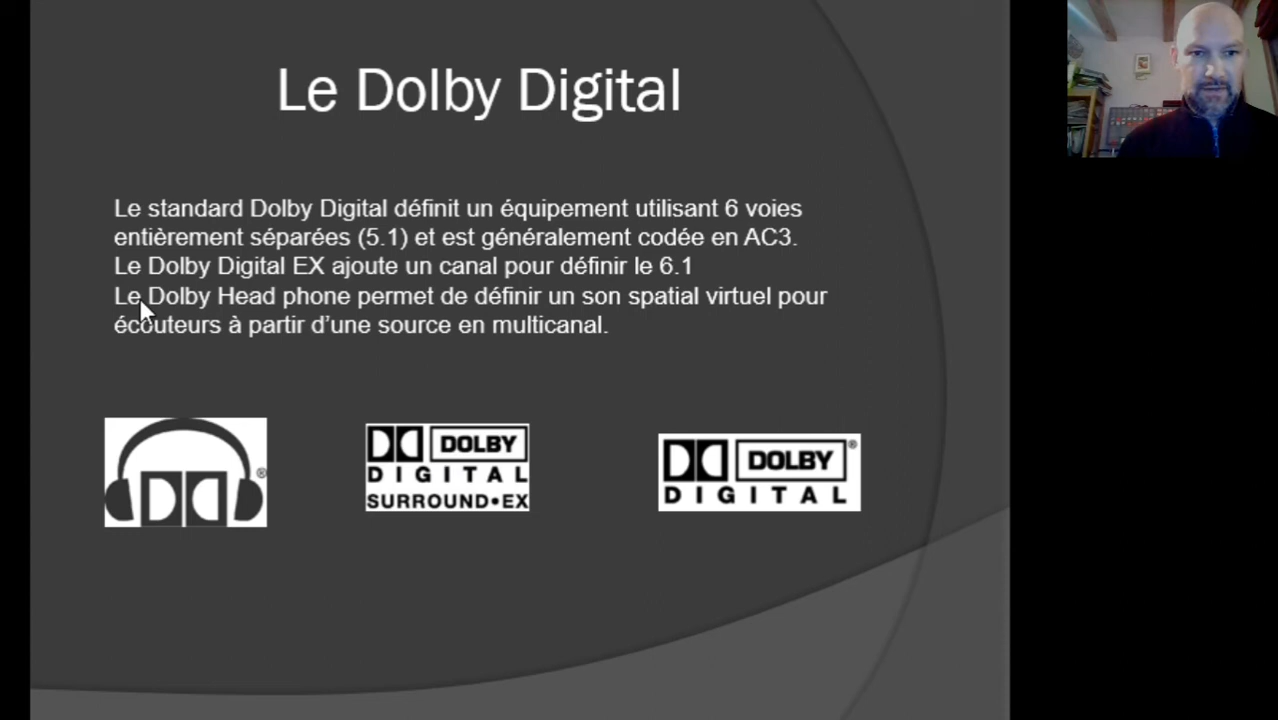 Le Dolby Digital
Le standard Dolby Digital définit un équipement utilisant 6 voies
entièrement séparées (5.1) et est généralement codée en AC3.
Le Dolby Digital EX ajoute un canal pour définir le 6.1
Le Dolby Head phone permet de définir un son spatial virtuel pour
écouteurs à partir d’une source en multicanal.
®
DOLBY
DIGITAL
SURROUND•EX
DOLBY®
DIGITAL